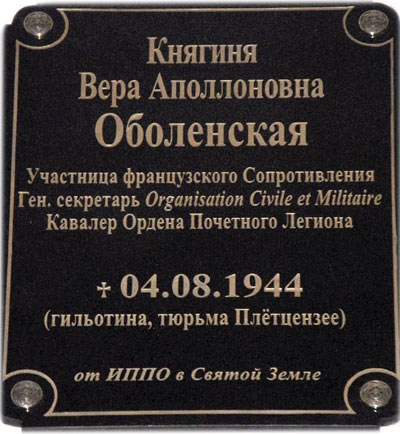 Княгиня
Вера Аполлоновна
Оболенская
Участница французского Сопротивления
Ген. секретарь Organisation Civile et Militaire
Кавалер Ордена Почетного Легиона
✝ 04.08.1944
(гильотина, тюрьма Плётцензее)
от ИППО в Святой Земле